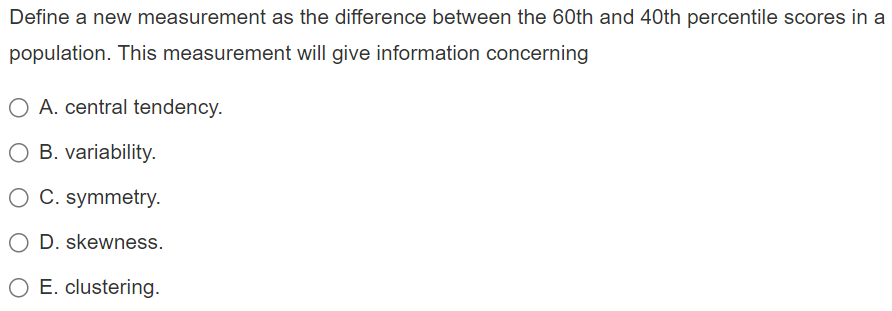 Define a new measurement as the difference between the 60th and 40th percentile scores in a
population. This measurement will give information concerning
A. central tendency.
B. variability.
C. symmetry.
D. skewness.
E. clustering.